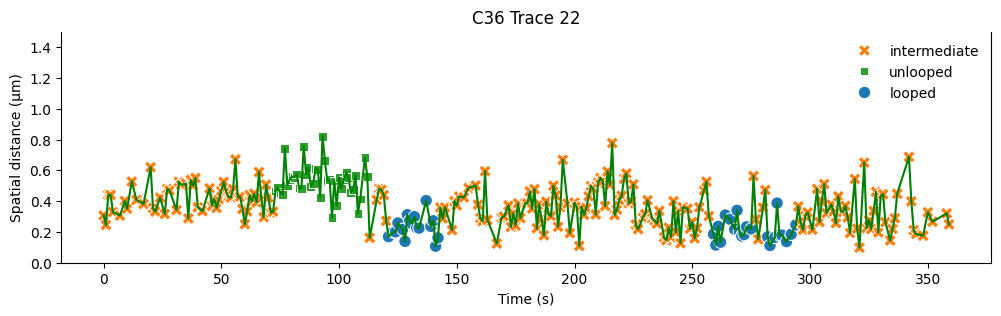 C36 Trace 22
Spatial distance (μm)
1.4
1.2
1.0
0.8
0.6
0.4
0.2
0.0
intermediate
unlooped
looped
0 50 100 150 200 250 300 350
Time (s)